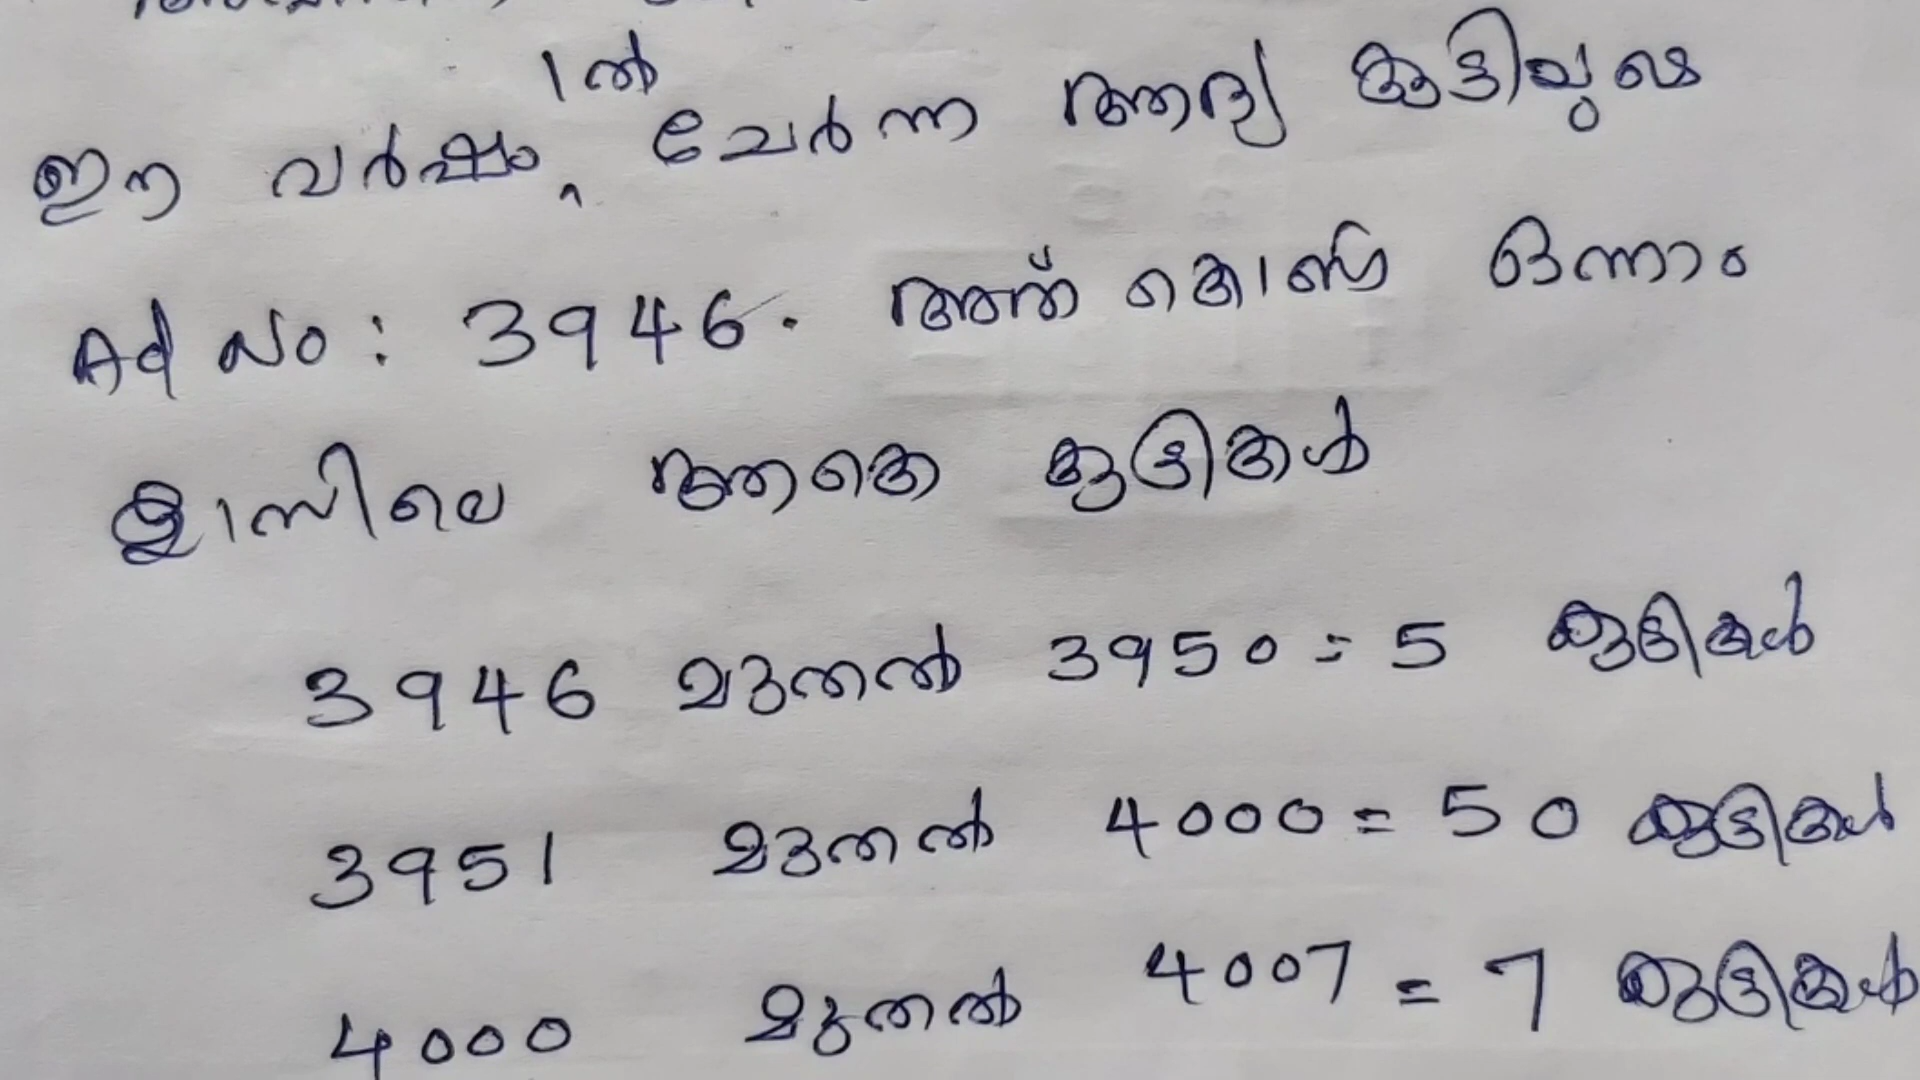 ഈ വർഷം 1ൽ ചേർന്ന ആദ്യ കുട്ടിയുടെ
Ad No: 3946. അത് കൊണ്ട് ഒന്നാം
ക്ലാസിലെ ആകെ കുട്ടികൾ
3946 മുതൽ 3950 = 5 കുട്ടികൾ
3951 മുതൽ 4000 = 50 കുട്ടികൾ
4000 മുതൽ 4007 = 7 കുട്ടികൾ